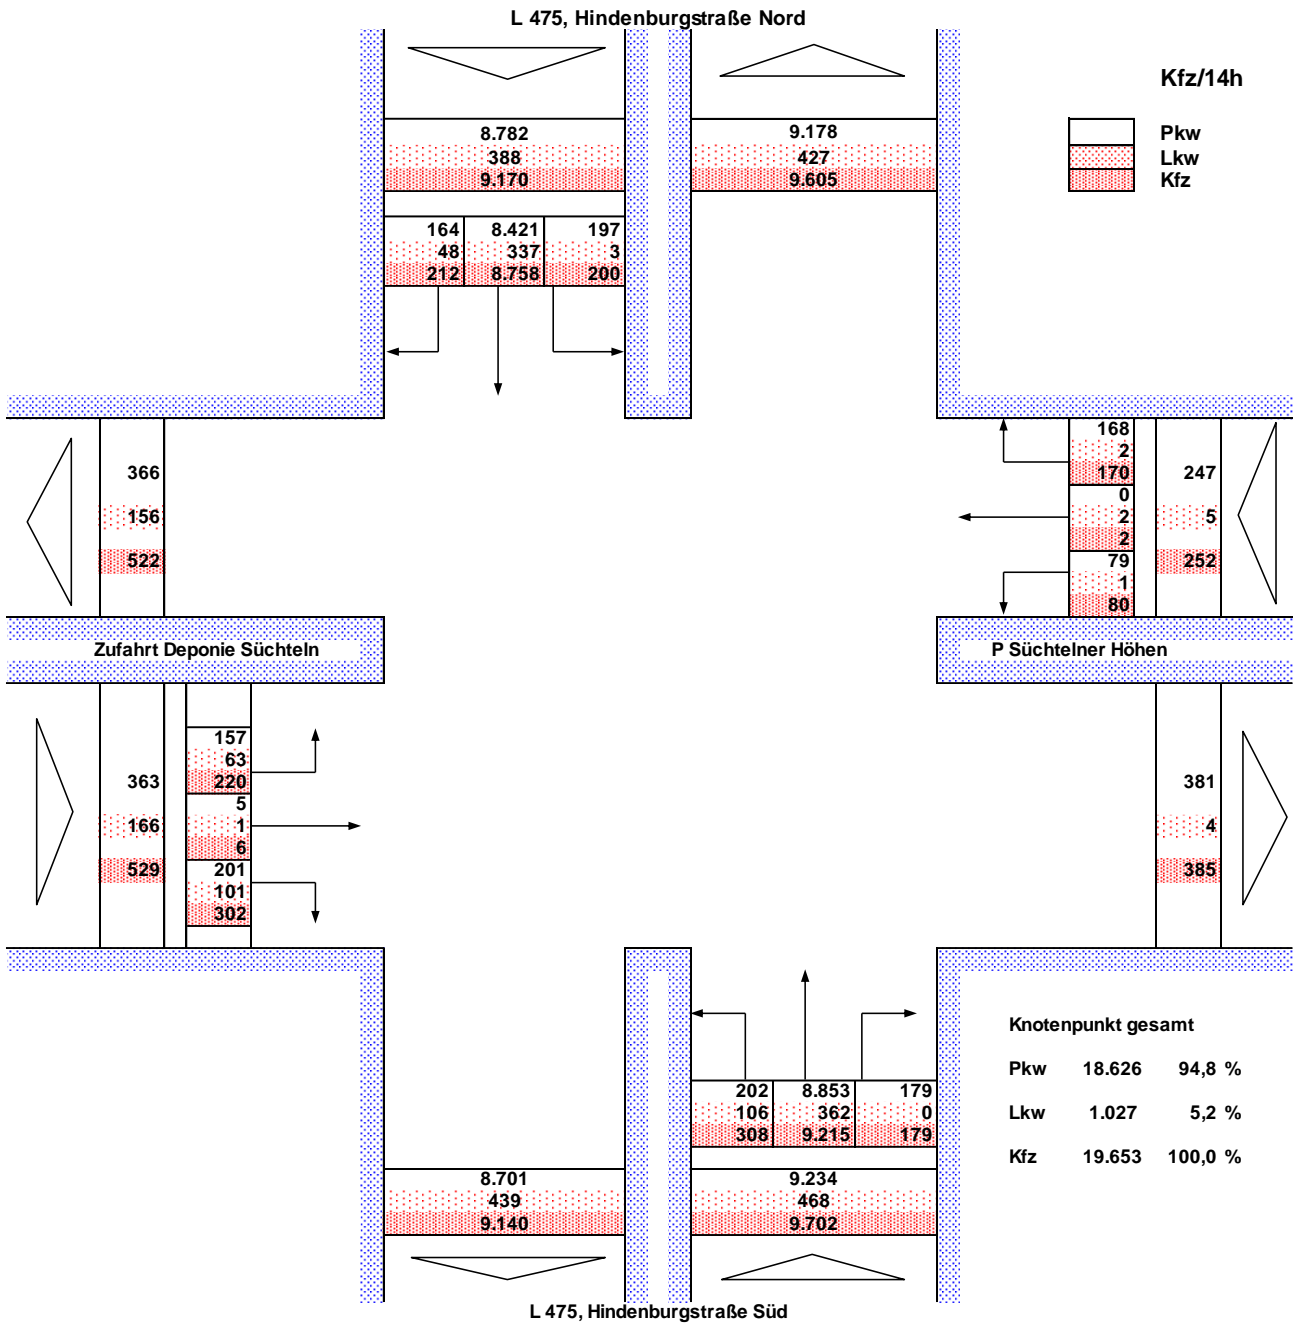 L 475, Hindenburgstraße Nord
Kfz/14h
Pkw
Lkw
Kfz
8.782
388
9.170
9.178
427
9.605
164 8.421 197
48 337 3
212 8.758 200
366
156
522
168
2
170
0
2
2
79
1
80
247
5
252
Zufahrt Deponie Süchteln
P Süchtelner Höhen
363
166
529
157
63
220
5
1
6
201
101
302
381
4
385
Knotenpunkt gesamt
Pkw 18.626 94,8 %
Lkw 1.027 5,2 %
Kfz 19.653 100,0 %
202 8.853 179
106 362 0
308 9.215 179
8.701
439
9.140
9.234
468
9.702
L 475, Hindenburgstraße Süd